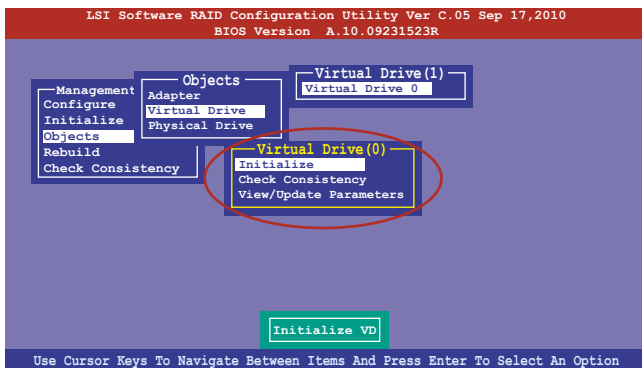 LSI Software RAID Configuration Utility Ver C.05 Sep 17,2010
BIOS Version A.10.09231523R
Management
Configure
Initialize
Objects
Rebuild
Check Consistency
Objects
Adapter
Virtual Drive
Physical Drive
Virtual Drive(1)
Virtual Drive 0
Virtual Drive(0)
Initialize
Check Consistency
View/Update Parameters
Initialize VD
Use Cursor Keys To Navigate Between Items And Press Enter To Select An Option